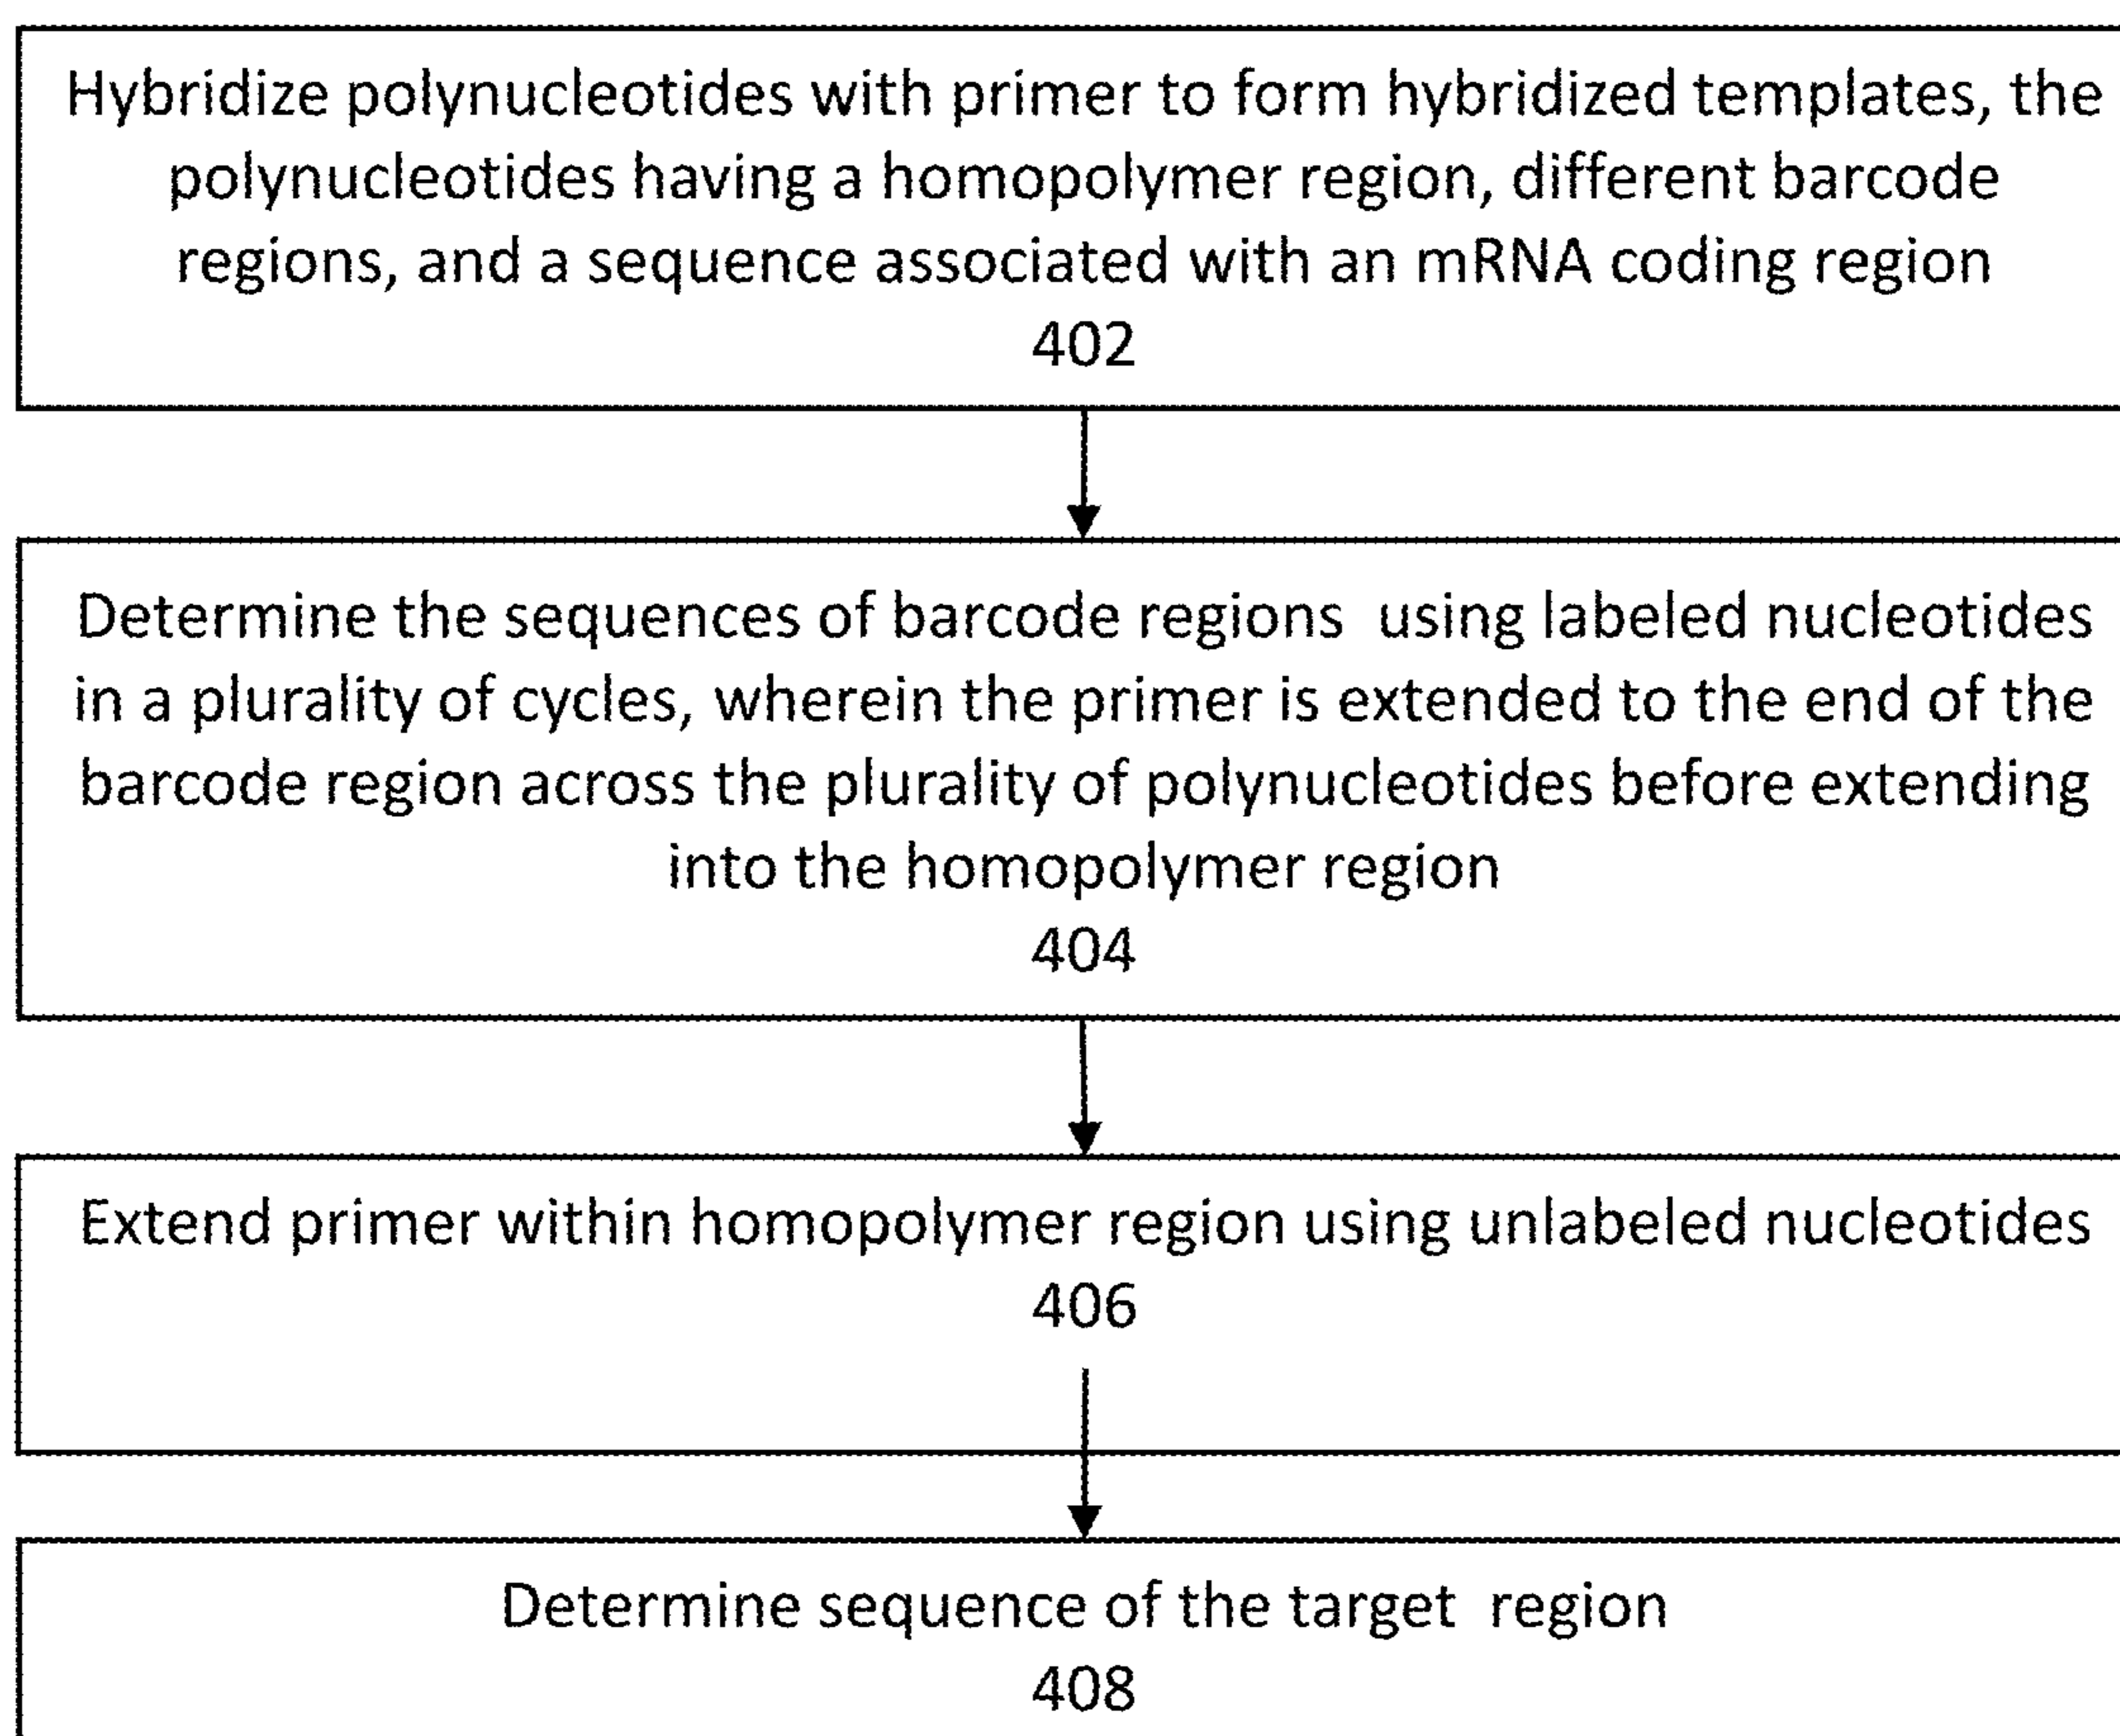 Hybridize polynucleotides with primer to form hybridized templates, the
polynucleotides having a homopolymer region, different barcode
regions, and a sequence associated with an mRNA coding region
402
Determine the sequences of barcode regions  using labeled nucleotides
in a plurality of cycles, wherein the primer is extended to the end of the
barcode region across the plurality of polynucleotides before extending
into the homopolymer region
404
Extend primer within homopolymer region using unlabeled nucleotides
406
Determine sequence of the target  region
408